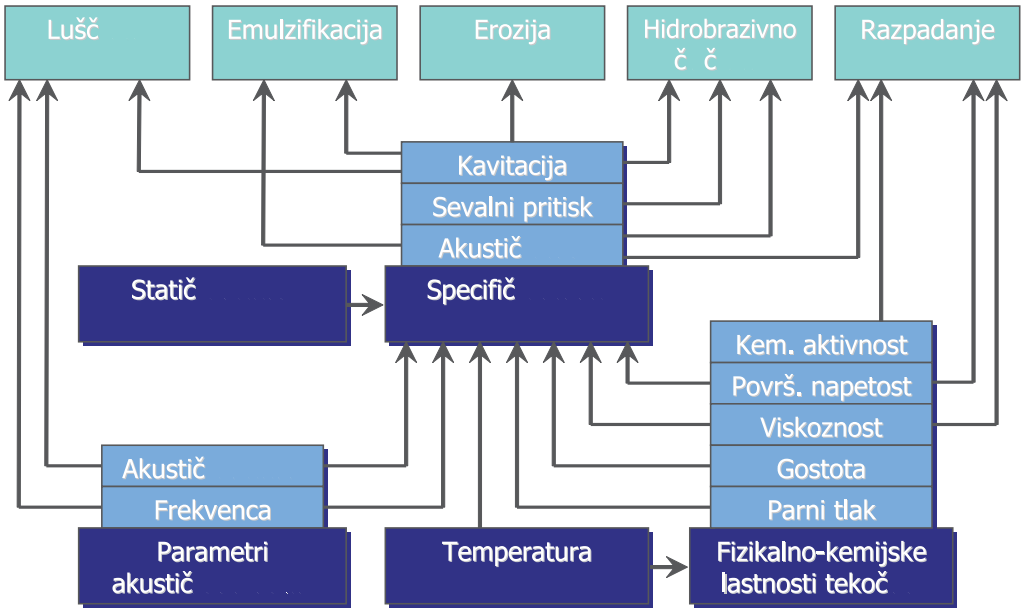 Lušč
Emulzifikacija
Erozija
Hidrobrazivno
č č
Razpadanje
Kavitacija
Sevalni pritisk
Akustič
Statič
Specifič
Kem. aktivnost
Površ. napetost
Viskoznost
Gostota
Parni tlak
Akustič
Frekvenca
Parametri
akustič
Temperatura
Fizikalno-kemijske
lastnosti tekoč